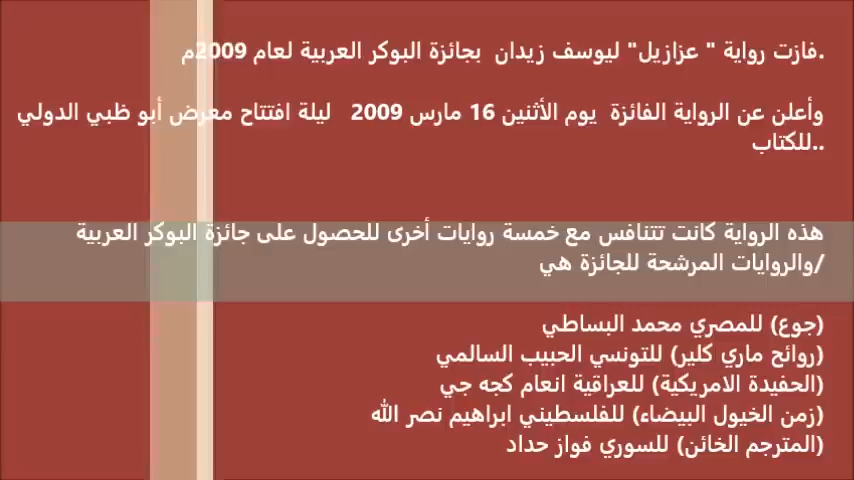 فازت رواية " عزازيل" ليوسف زيدان بجائزة البوكر العربية لعام 2009م.
وأعلن عن الرواية الفائزة يوم الأثنين 16 مارس 2009 ليلة افتتاح معرض أبو ظبي الدولي
للكتاب..
هذه الرواية كانت تتنافس مع خمسة روايات أخرى للحصول على جائزة البوكر العربية
والروايات المرشحة للجائزة هي/
(جوع) للمصري محمد البساطي
(روائح ماري كلير) للتونسي الحبيب السالمي
(الحفيدة الامريكية) للعراقية انعام كجه جي
(زمن الخيول البيضاء) للفلسطيني ابراهيم نصر الله
(المترجم الخائن) للسوري فواز حداد